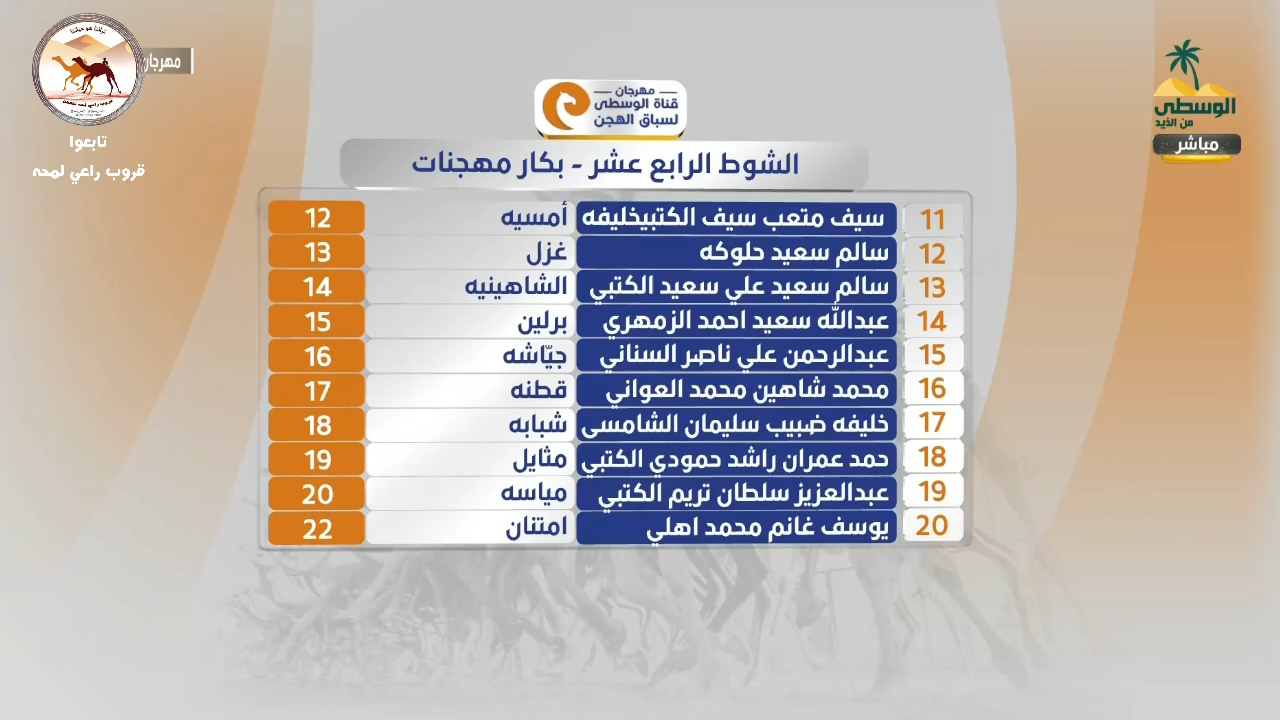 تراثنا هو حياتنا
مهرجان
تابعوا
قروب راعي لمحه
مهرجان
قناة الوسطى
لسباق الهجن
الوسطى
من الذيد
مباشر
الشوط الرابع عشر - بكار مهجنات
11 سيف متعب سيف الكتبيخليفه أمسيه 12
12 سالم سعيد حلوكه غزل 13
13 سالم سعيد علي سعيد الكتبي الشاهينيه 14
14 عبدالله سعيد احمد الزمهري برلين 15
15 عبدالرحمن علي ناصر السناني جيّاشه 16
16 محمد شاهين محمد العواني قطنه 17
17 خليفه ضبيب سليمان الشامسى شبابه 18
18 حمد عمران راشد حمودي الكتبي مثايل 19
19 عبدالعزيز سلطان تريم الكتبي مياسه 20
20 يوسف غانم محمد اهلي امتنان 22